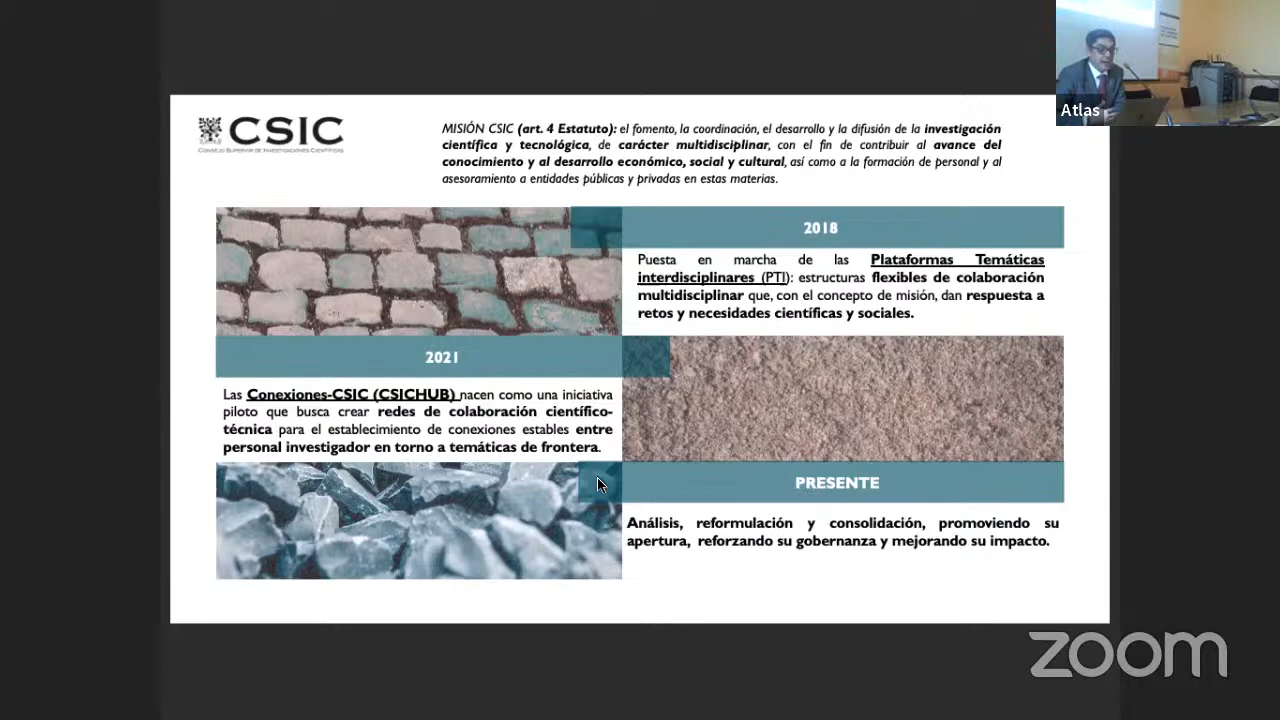 Atlas
CSIC
CONSEJO SUPERIOR DE INVESTIGACIONES CIENTÍFICAS
MISIÓN CSIC (art. 4 Estatuto): el fomento, la coordinación, el desarrollo y la difusión de la investigación
científica y tecnológica, de carácter multidisciplinar, con el fin de contribuir al avance del
conocimiento y al desarrollo económico, social y cultural, así como a la formación de personal y al
asesoramiento a entidades públicas y privadas en estas materias.
2018
Puesta en marcha de las Plataformas Temáticas
interdisciplinares (PTI): estructuras flexibles de colaboración
multidisciplinar que, con el concepto de misión, dan respuesta a
retos y necesidades científicas y sociales.
2021
Las Conexiones-CSIC (CSICHUB) nacen como una iniciativa
piloto que busca crear redes de colaboración científico-
técnica para el establecimiento de conexiones estables entre
personal investigador en torno a temáticas de frontera.
PRESENTE
Análisis, reformulación y consolidación, promoviendo su
apertura, reforzando su gobernanza y mejorando su impacto.
zoom